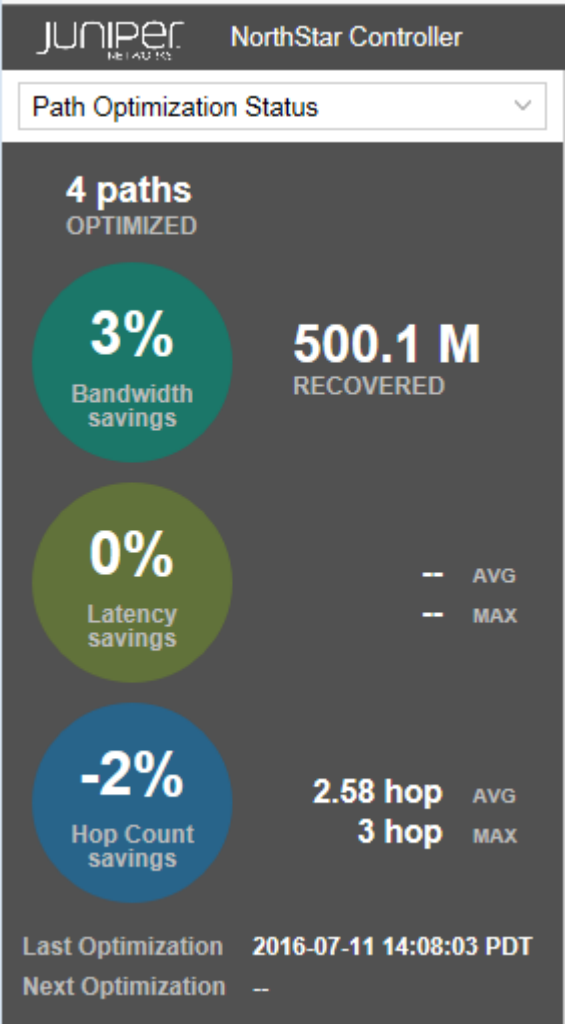 JUNIPER
NETWORKS
NorthStar Controller
Path Optimization Status
4 paths
OPTIMIZED
3%
Bandwidth
savings
500.1 M
RECOVERED
0%
Latency
savings
-- AVG
-- MAX
-2%
Hop Count
savings
2.58 hop AVG
3 hop MAX
Last Optimization 2016-07-11 14:08:03 PDT
Next Optimization --